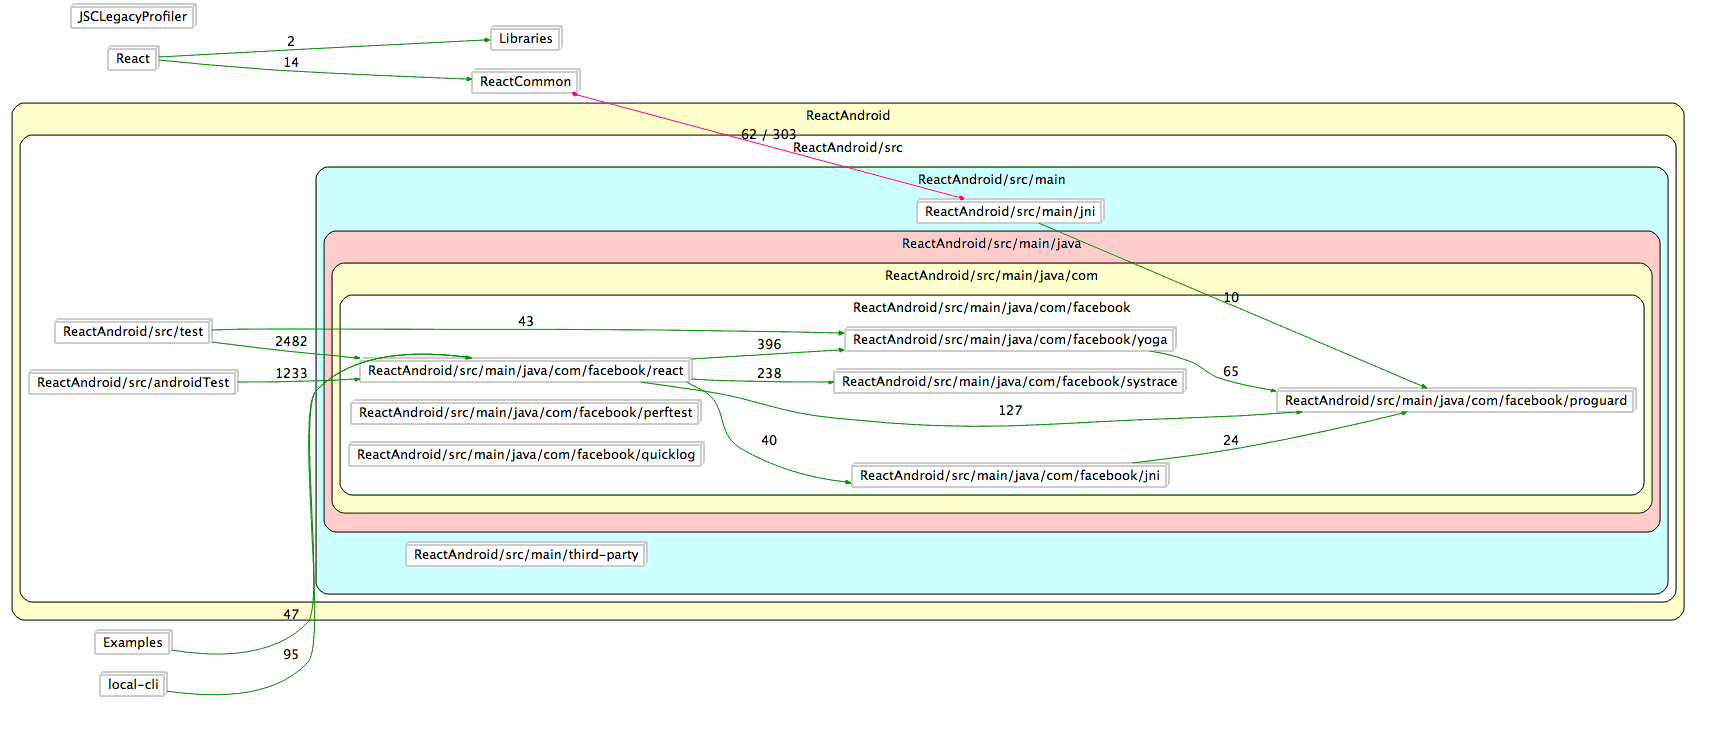 JSCLegacyProfiler
Libraries
2
React
14
ReactCommon
ReactAndroid
62 / 303
ReactAndroid/src
ReactAndroid/src/main
ReactAndroid/src/main/jni
ReactAndroid/src/main/java
ReactAndroid/src/main/java/com
10
ReactAndroid/src/main/java/com/facebook
43
ReactAndroid/src/test
2482
396
ReactAndroid/src/main/java/com/facebook/yoga
65
ReactAndroid/src/androidTest
1233
ReactAndroid/src/main/java/com/facebook/react
238
ReactAndroid/src/main/java/com/facebook/systrace
ReactAndroid/src/main/java/com/facebook/proguard
ReactAndroid/src/main/java/com/facebook/perftest
127
40
24
ReactAndroid/src/main/java/com/facebook/quicklog
ReactAndroid/src/main/java/com/facebook/jni
ReactAndroid/src/main/third-party
47
Examples
95
local-cli